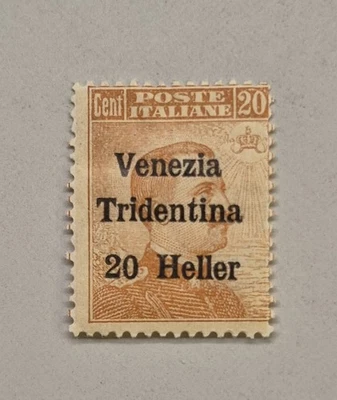 Cent POSTE ITALIANE 20
Venezia
Tridentina
20 Heller